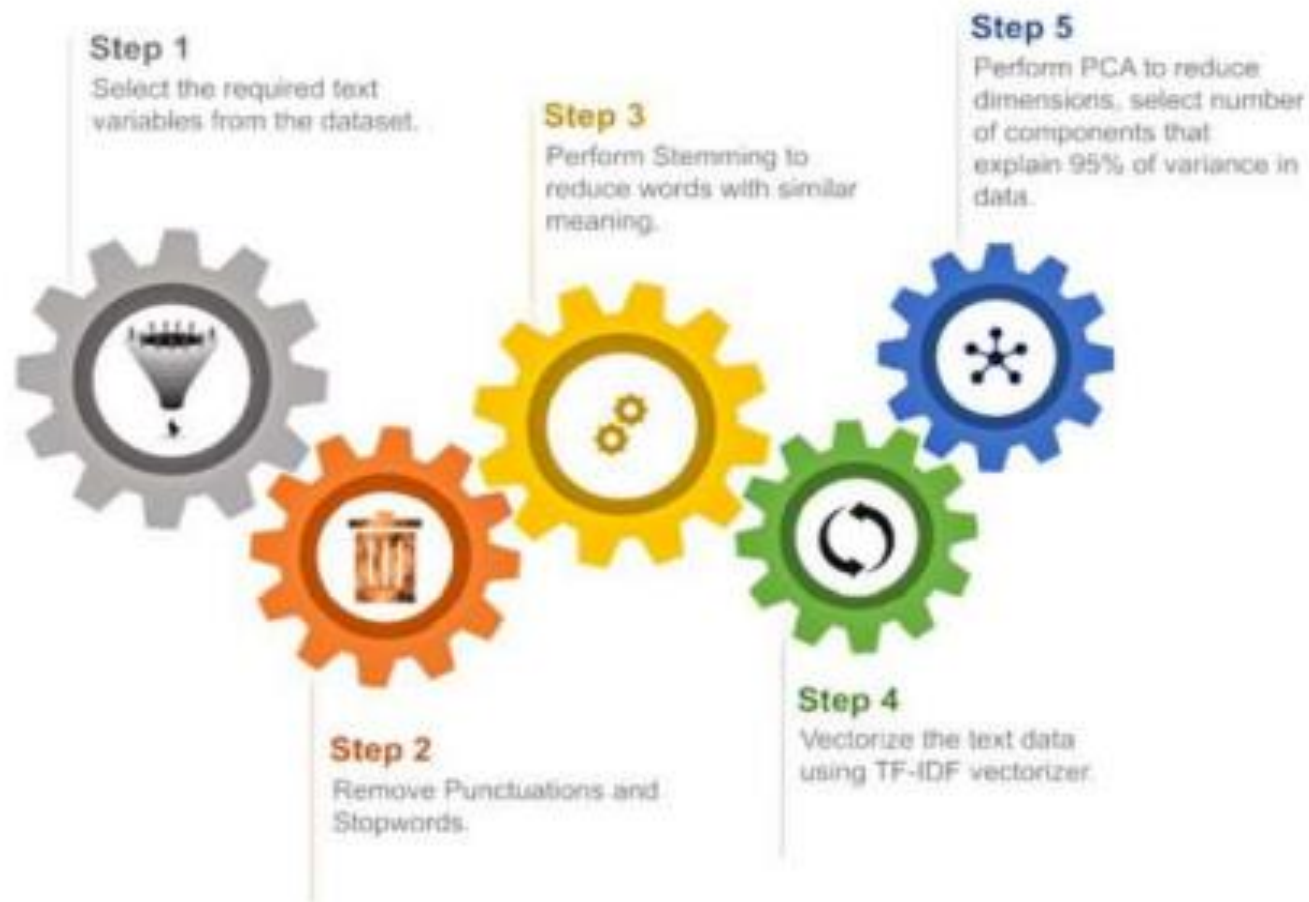 Step 1
Select the required text
variables from the dataset.
Step 2
Remove Punctuations and
Stopwords.
Step 3
Perform Stemming to
reduce words with similar
meaning.
Step 4
Vectorize the text data
using TF-IDF vectorizer.
Step 5
Perform PCA to reduce
dimensions, select number
of components that
explain 95% of variance in
data.